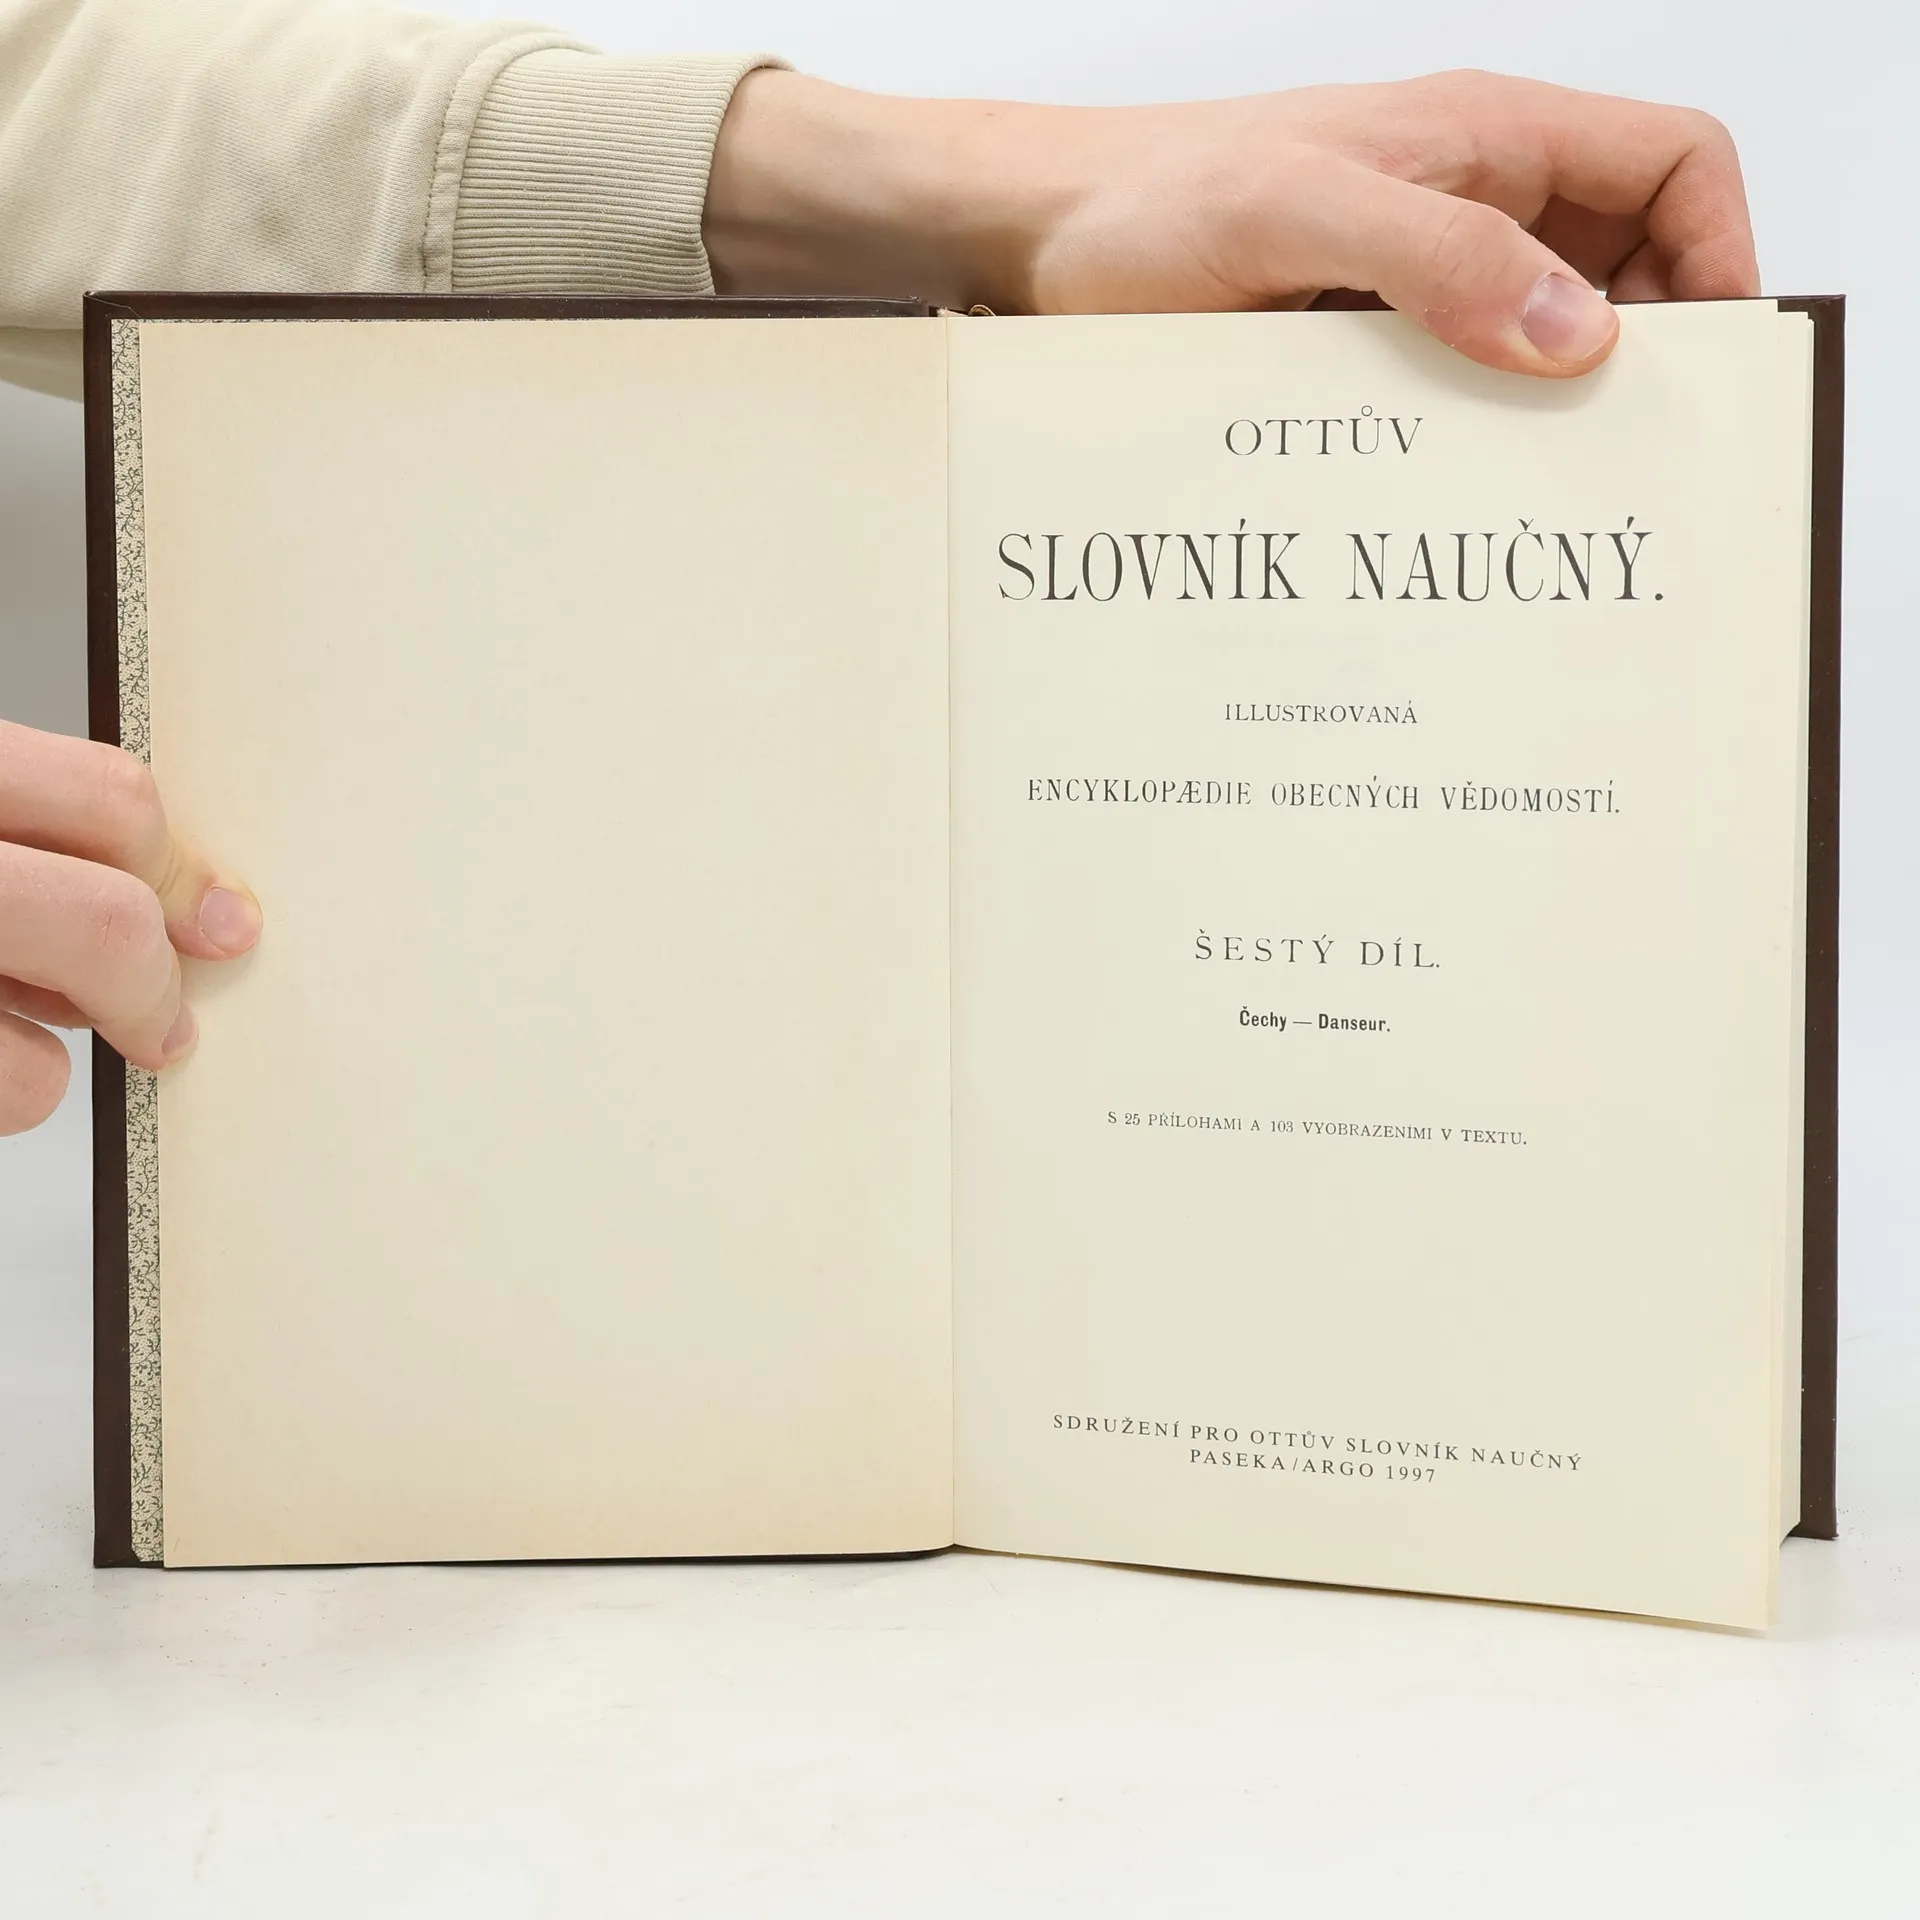 OTTŮV
SLOVNÍK NAUČNÝ.
ILLUSTROVANÁ
ENCYKLOPÆDIE OBECNÝCH VĚDOMOSTÍ.
ŠESTÝ DÍL.
Čechy — Danseur.
S 25 PŘÍLOHAMI A 103 VYOBRAZENÍMI V TEXTU.
SDRUŽENÍ PRO OTTŮV SLOVNÍK NAUČNÝ
PASEKA/ARGO 1997